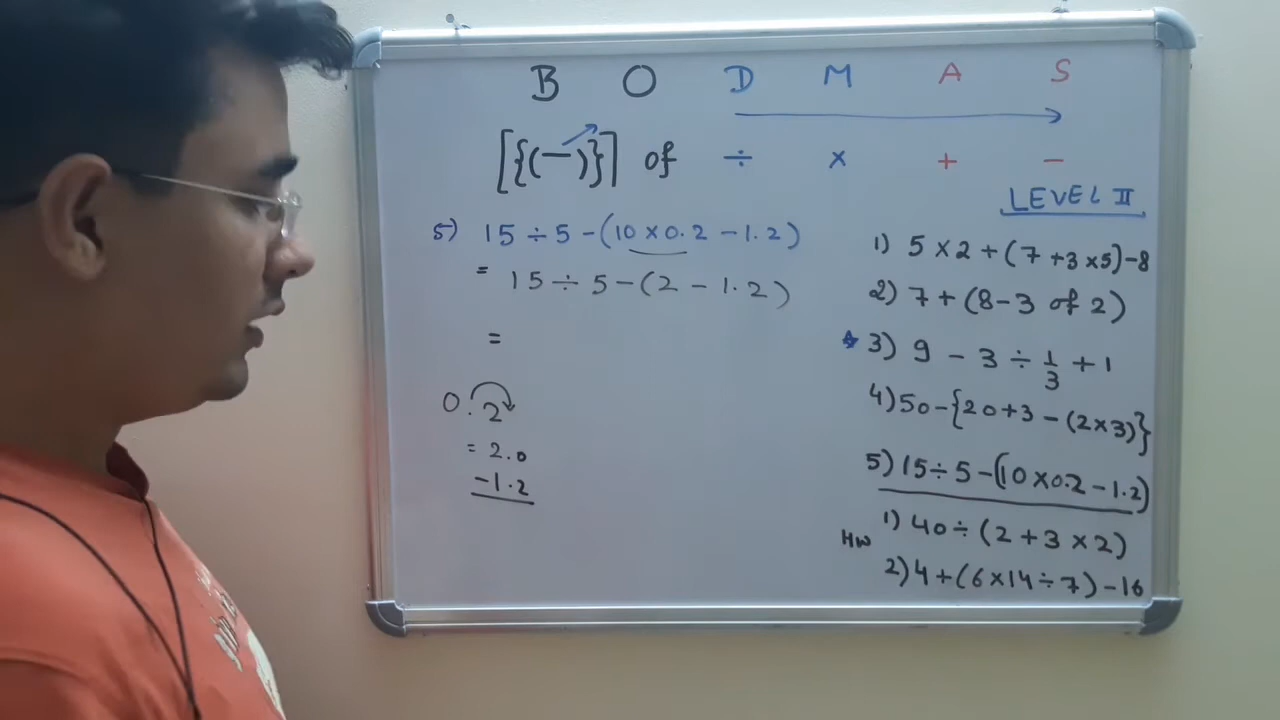 B O D M A S
[{(—)}] of ÷ × + −
LEVEL II
5) 15 ÷ 5 - (10 × 0.2 - 1.2)
= 15 ÷ 5 - (2 - 1.2)
=
0.2
= 2.0
-1.2
1) 5 × 2 + (7 + 3 × 5) - 8
2) 7 + (8 - 3 of 2)
3) 9 - 3 ÷ 1/3 + 1
4) 50 - {20 + 3 - (2 × 3)}
5) 15 ÷ 5 - (10 × 0.2 - 1.2)
HW 1) 40 ÷ (2 + 3 × 2)
2) 4 + (6 × 14 ÷ 7) - 16